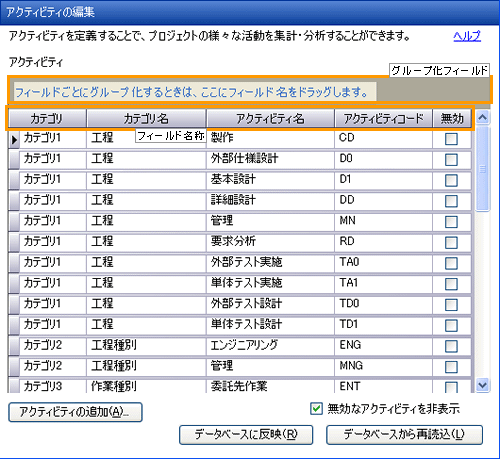 アクティビティの編集
アクティビティを定義することで、プロジェクトの様々な活動を集計・分析することができます。 ヘルプ
アクティビティ
グループ化フィールド
フィールドごとにグループ化するときは、ここにフィールド名をドラッグします。
カテゴリ カテゴリ名 アクティビティ名 アクティビティコード 無効
フィールド名称
カテゴリ1 工程 製作 CD
カテゴリ1 工程 外部仕様設計 D0
カテゴリ1 工程 基本設計 D1
カテゴリ1 工程 詳細設計 DD
カテゴリ1 工程 管理 MN
カテゴリ1 工程 要求分析 RD
カテゴリ1 工程 外部テスト実施 TA0
カテゴリ1 工程 単体テスト実施 TA1
カテゴリ1 工程 外部テスト設計 TD0
カテゴリ1 工程 単体テスト設計 TD1
カテゴリ2 工程種別 エンジニアリング ENG
カテゴリ2 工程種別 管理 MNG
カテゴリ3 作業種別 委託先作業 ENT
アクティビティの追加(A)... 無効なアクティビティを非表示
データベースに反映(R) データベースから再読込(L)